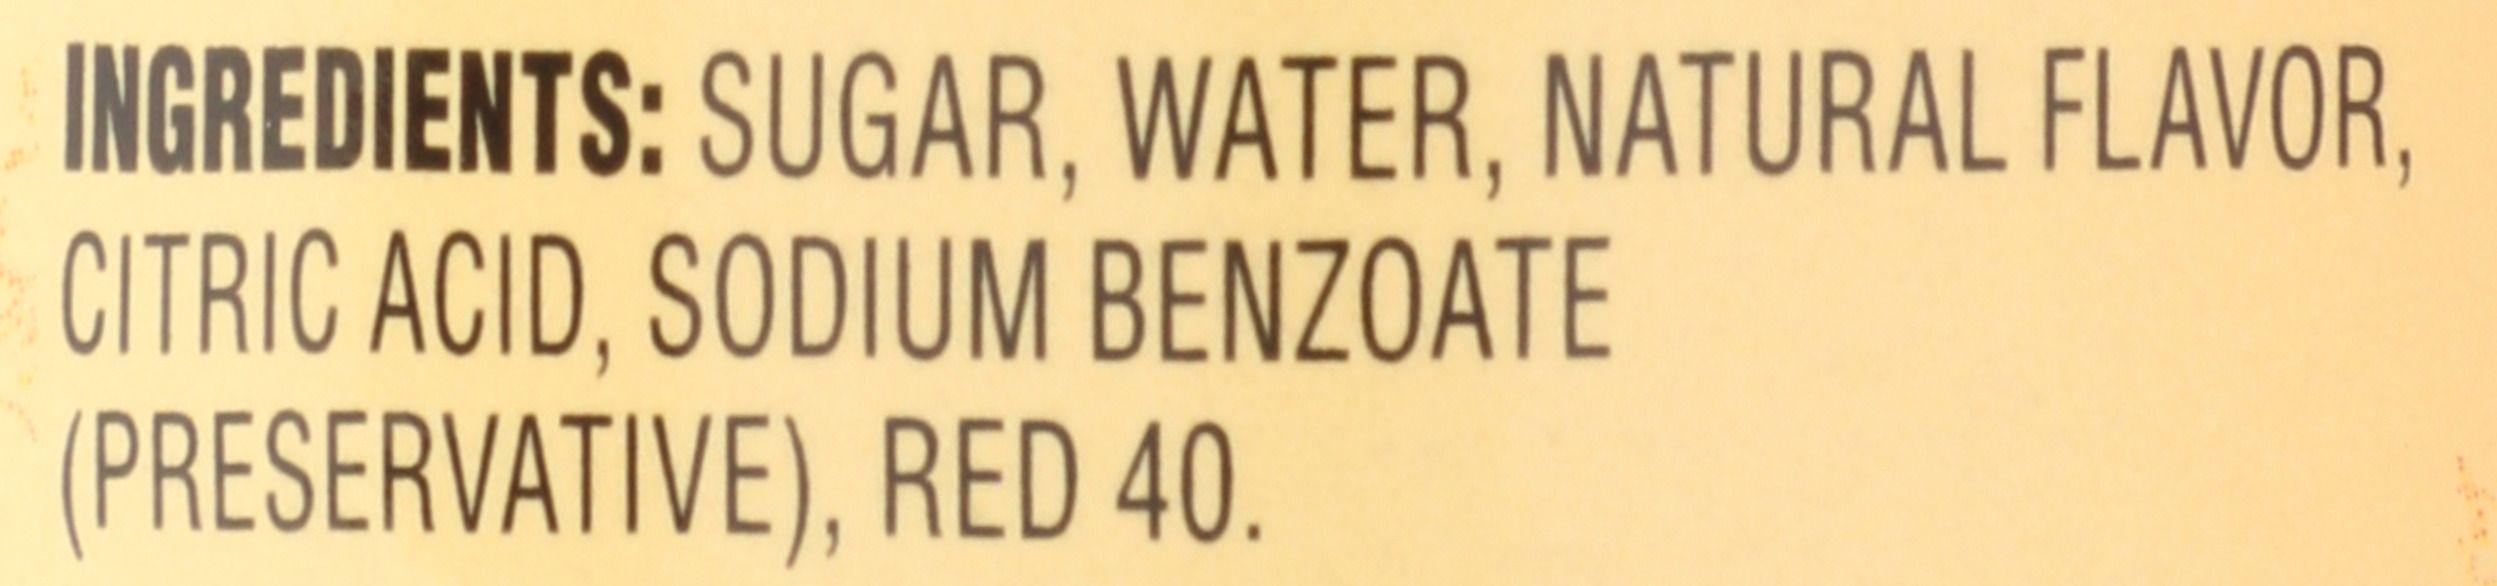 INGREDIENTS: SUGAR, WATER, NATURAL FLAVOR,
CITRIC ACID, SODIUM BENZOATE
(PRESERVATIVE), RED 40.